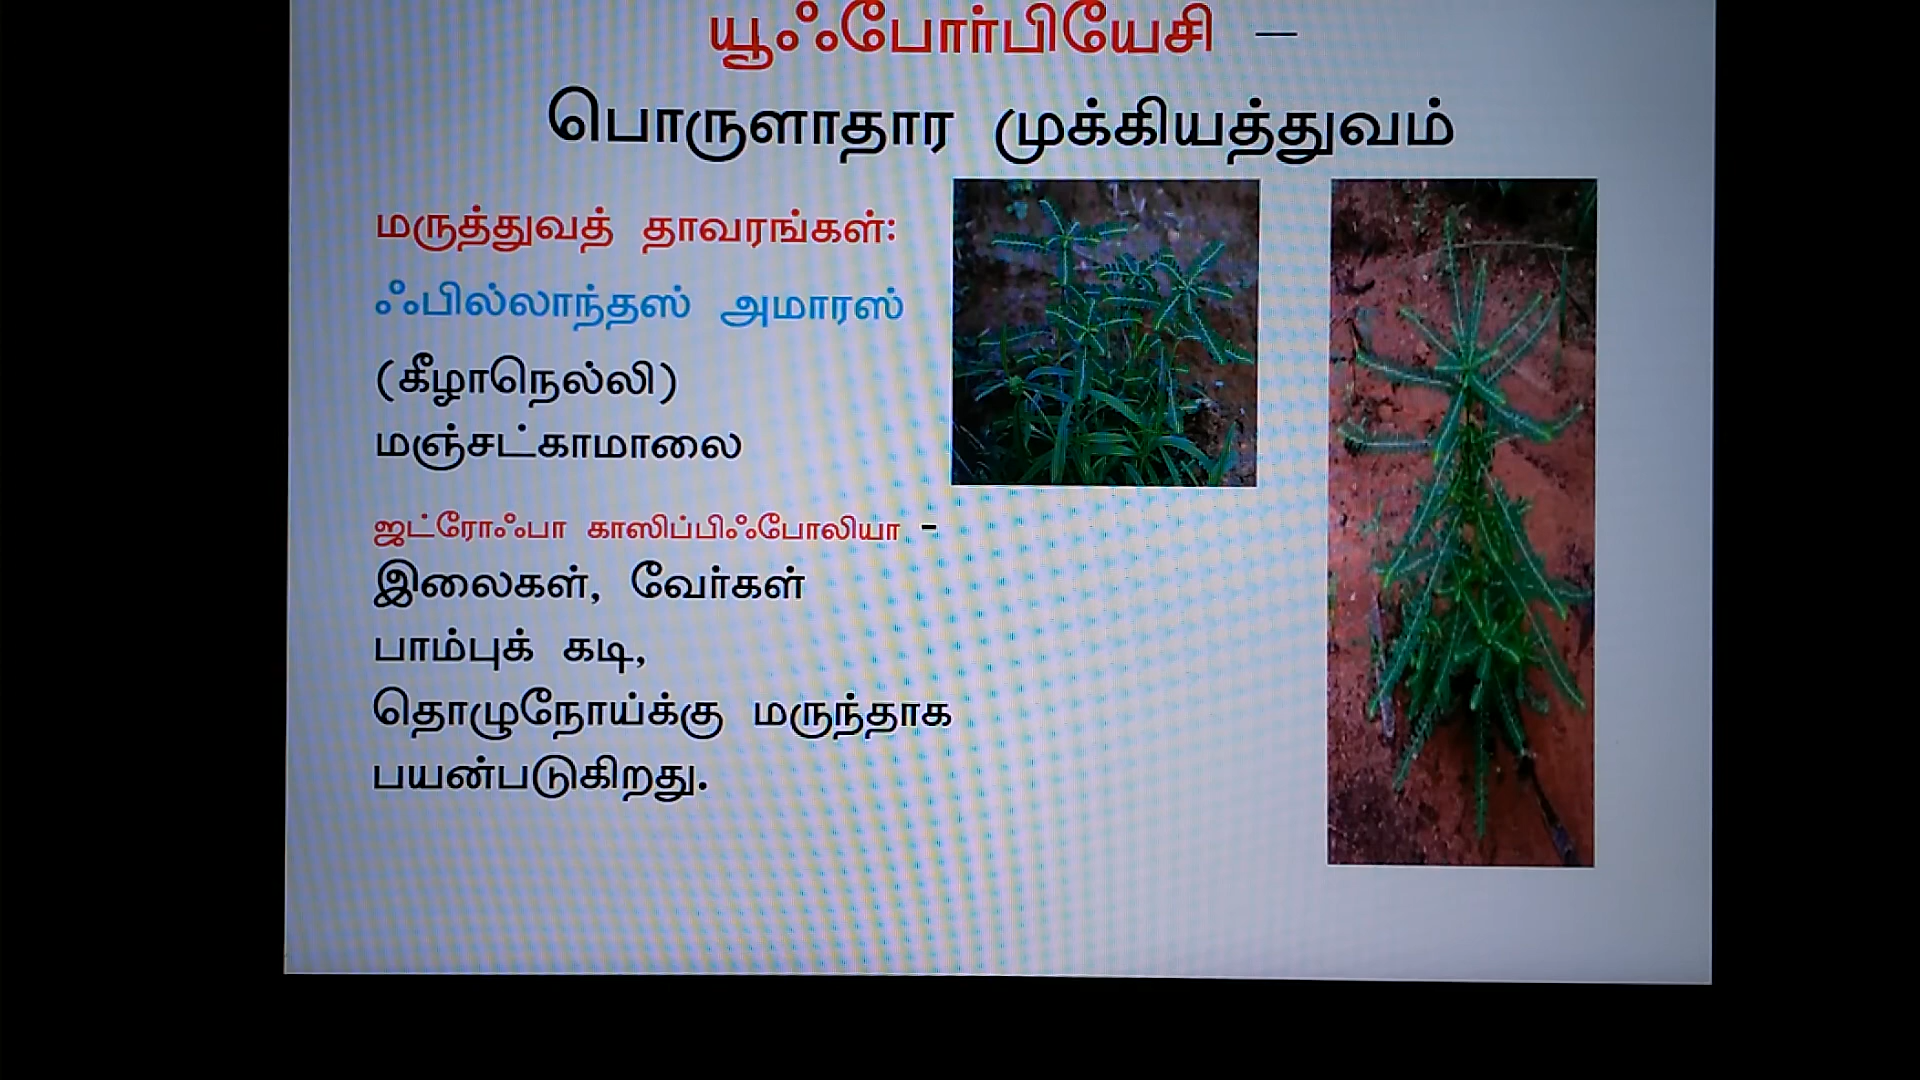 யூஃபோர்பியேசி –
பொருளாதார முக்கியத்துவம்
மருத்துவத் தாவரங்கள்:
ஃபில்லாந்தஸ் அமாரஸ்
(கீழாநெல்லி)
மஞ்சட்காமாலை
ஜட்ரோஃபா காஸிப்பிஃபோலியா -
இலைகள், வேர்கள்
பாம்புக் கடி,
தொழுநோய்க்கு மருந்தாக
பயன்படுகிறது.